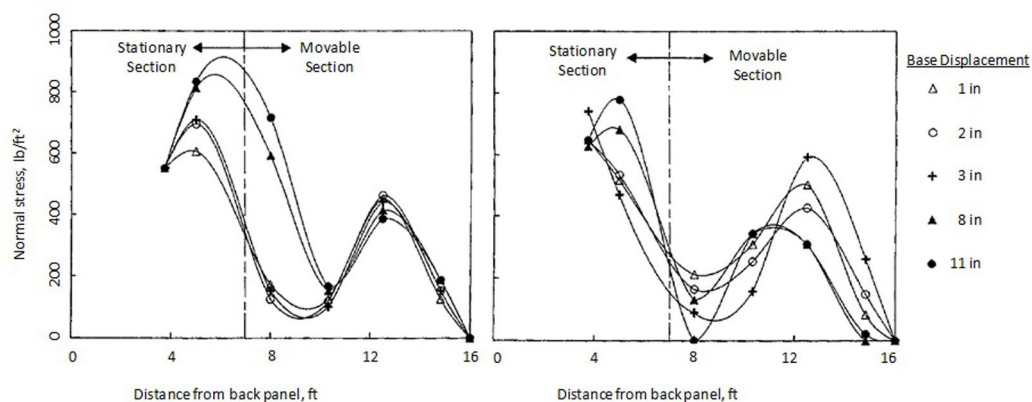 1000
800
600
400
200
0
Normal stress, lb/ft²
Stationary Section
Movable Section
0 4 8 12 16
Distance from back panel, ft
Stationary Section
Movable Section
0 4 8 12 16
Distance from back panel, ft
Base Displacement
1 in
2 in
3 in
8 in
11 in